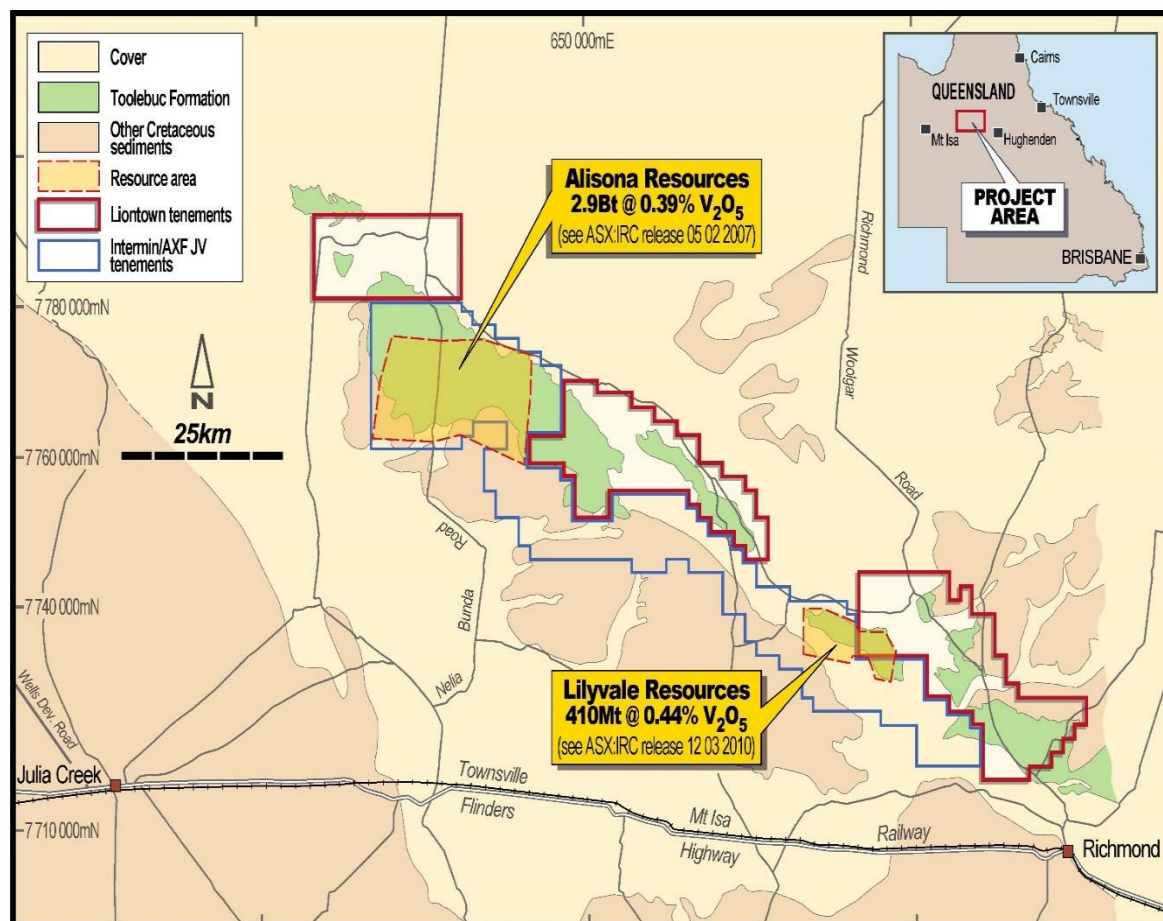 Cover
Toolebuc Formation
Other Cretaceous
sediments
Resource area
Liontown tenements
Intermin/AXF JV
tenements
650 000mE
Cairns
QUEENSLAND
Townsville
Mt Isa
Hughenden
PROJECT
AREA
BRISBANE
Alisona Resources
2.9Bt @ 0.39% V₂O₅
(see ASX:IRC release 05 02 2007)
Richmond
Woolgar
Road
7 780 000mN
N
25km
7 760 000mN
Road
Bunda
Nelia
7 740 000mN
Lilyvale Resources
410Mt @ 0.44% V₂O₅
(see ASX:IRC release 12 03 2010)
Wells Dev. Road
Julia Creek
Townsville
Flinders
Mt Isa
Highway
Railway
Richmond
7 710 000mN